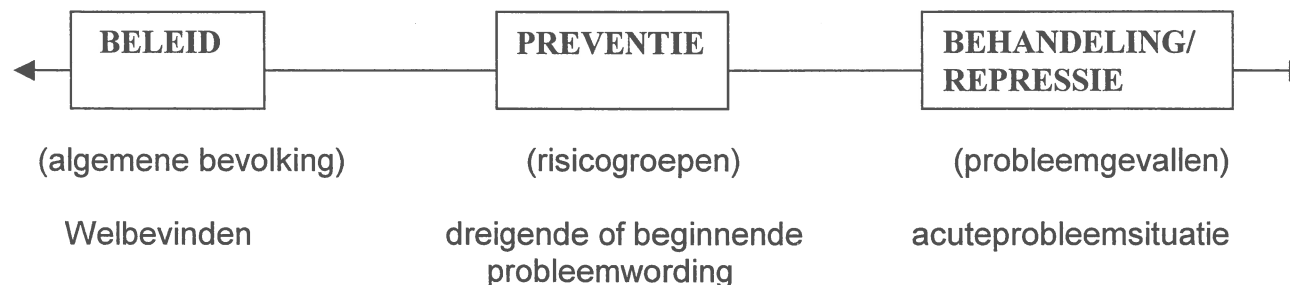 BELEID
PREVENTIE
BEHANDELING/
REPRESSIE
(algemene bevolking)
(risicogroepen)
(probleemgevallen)
Welbevinden
dreigende of beginnende
probleemwording
acuteprobleemsituatie